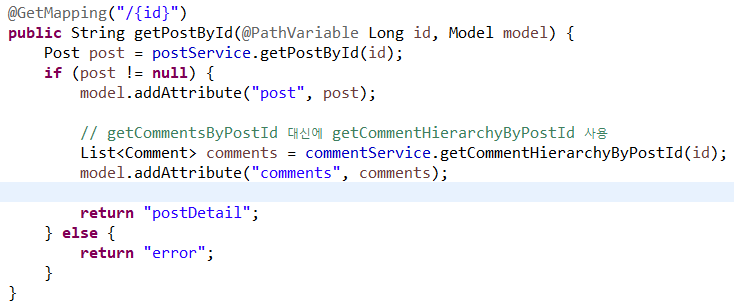 @GetMapping("/{id}")
public String getPostById(@PathVariable Long id, Model model) {
    Post post = postService.getPostById(id);
    if (post != null) {
        model.addAttribute("post", post);

        // getCommentsByPostId 대신에 getCommentHierarchyByPostId 사용
        List<Comment> comments = commentService.getCommentHierarchyByPostId(id);
        model.addAttribute("comments", comments);

        return "postDetail";
    } else {
        return "error";
    }
}